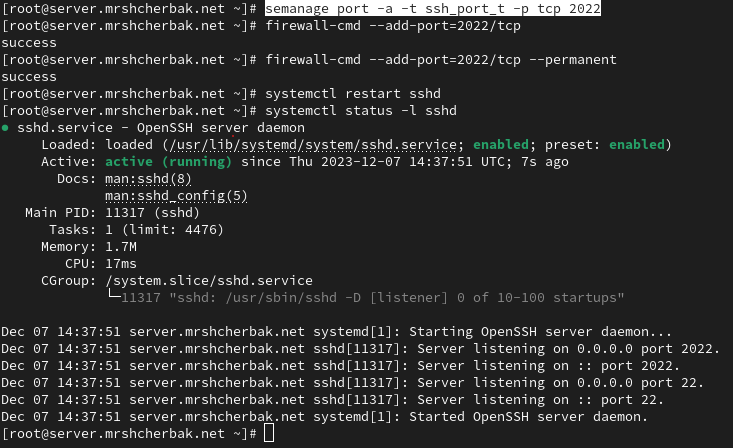 [root@server.mrshcherbak.net ~]# semanage port -a -t ssh_port_t -p tcp 2022
[root@server.mrshcherbak.net ~]# firewall-cmd --add-port=2022/tcp
success
[root@server.mrshcherbak.net ~]# firewall-cmd --add-port=2022/tcp --permanent
success
[root@server.mrshcherbak.net ~]# systemctl restart sshd
[root@server.mrshcherbak.net ~]# systemctl status -l sshd
● sshd.service - OpenSSH server daemon
     Loaded: loaded (/usr/lib/systemd/system/sshd.service; enabled; preset: enabled)
     Active: active (running) since Thu 2023-12-07 14:37:51 UTC; 7s ago
       Docs: man:sshd(8)
             man:sshd_config(5)
   Main PID: 11317 (sshd)
      Tasks: 1 (limit: 4476)
     Memory: 1.7M
        CPU: 17ms
     CGroup: /system.slice/sshd.service
             └─11317 "sshd: /usr/sbin/sshd -D [listener] 0 of 10-100 startups"

Dec 07 14:37:51 server.mrshcherbak.net systemd[1]: Starting OpenSSH server daemon...
Dec 07 14:37:51 server.mrshcherbak.net sshd[11317]: Server listening on 0.0.0.0 port 2022.
Dec 07 14:37:51 server.mrshcherbak.net sshd[11317]: Server listening on :: port 2022.
Dec 07 14:37:51 server.mrshcherbak.net sshd[11317]: Server listening on 0.0.0.0 port 22.
Dec 07 14:37:51 server.mrshcherbak.net sshd[11317]: Server listening on :: port 22.
Dec 07 14:37:51 server.mrshcherbak.net systemd[1]: Started OpenSSH server daemon.
[root@server.mrshcherbak.net ~]#